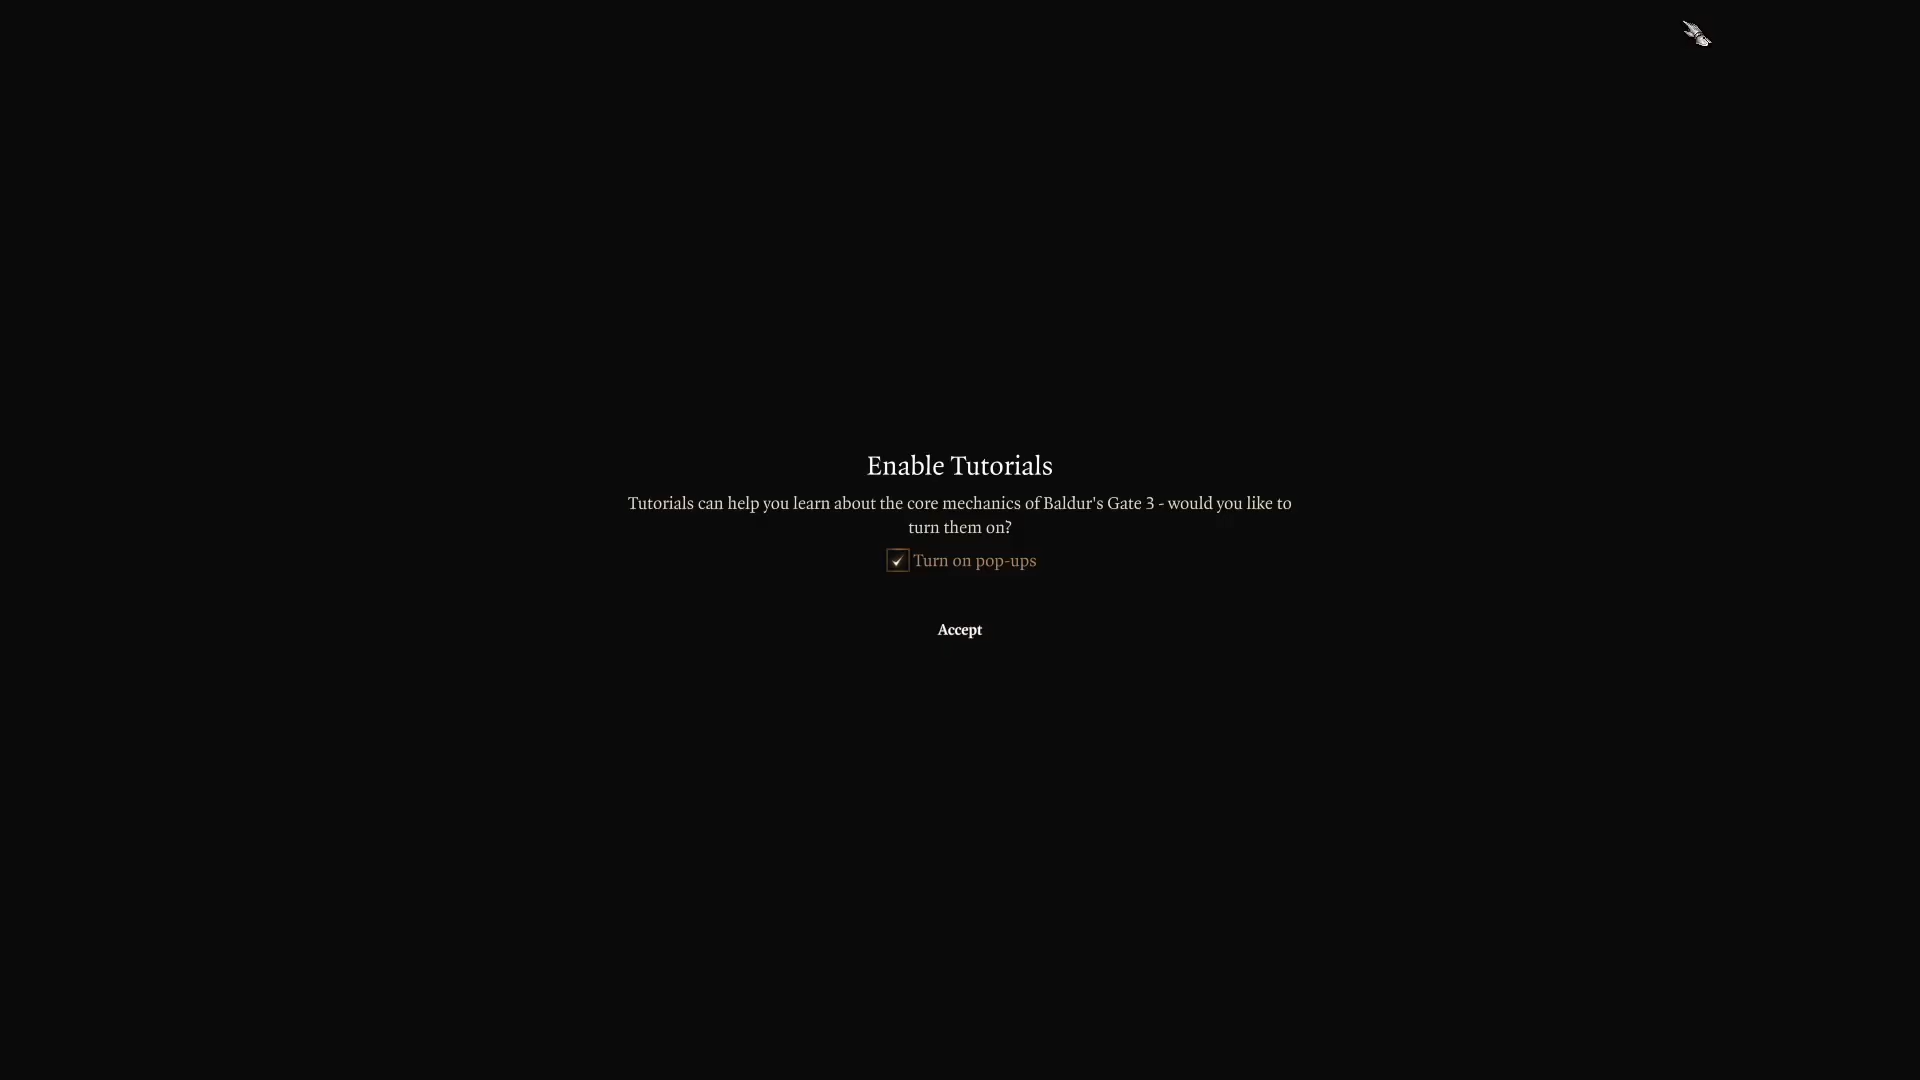 Enable Tutorials
Tutorials can help you learn about the core mechanics of Baldur's Gate 3 - would you like to
turn them on?
Turn on pop-ups
Accept